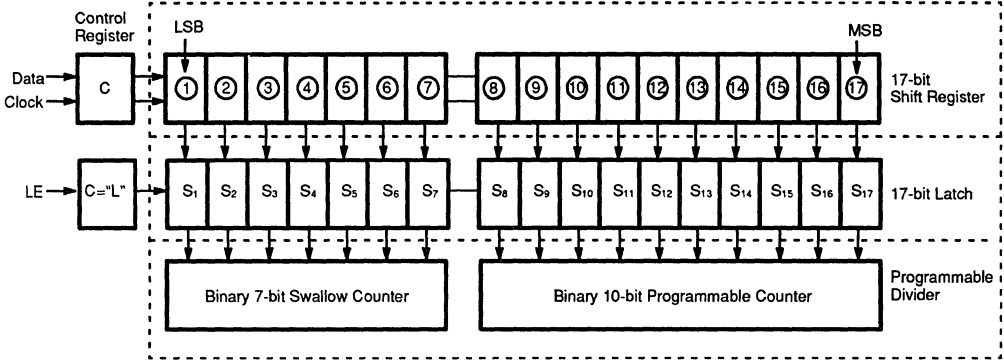 Control
Register
LSB
MSB
Data
Clock
C
1 2 3 4 5 6 7 8 9 10 11 12 13 14 15 16 17
17-bit
Shift Register
LE
C="L"
S1 S2 S3 S4 S5 S6 S7 S8 S9 S10 S11 S12 S13 S14 S15 S16 S17
17-bit Latch
Binary 7-bit Swallow Counter
Binary 10-bit Programmable Counter
Programmable
Divider